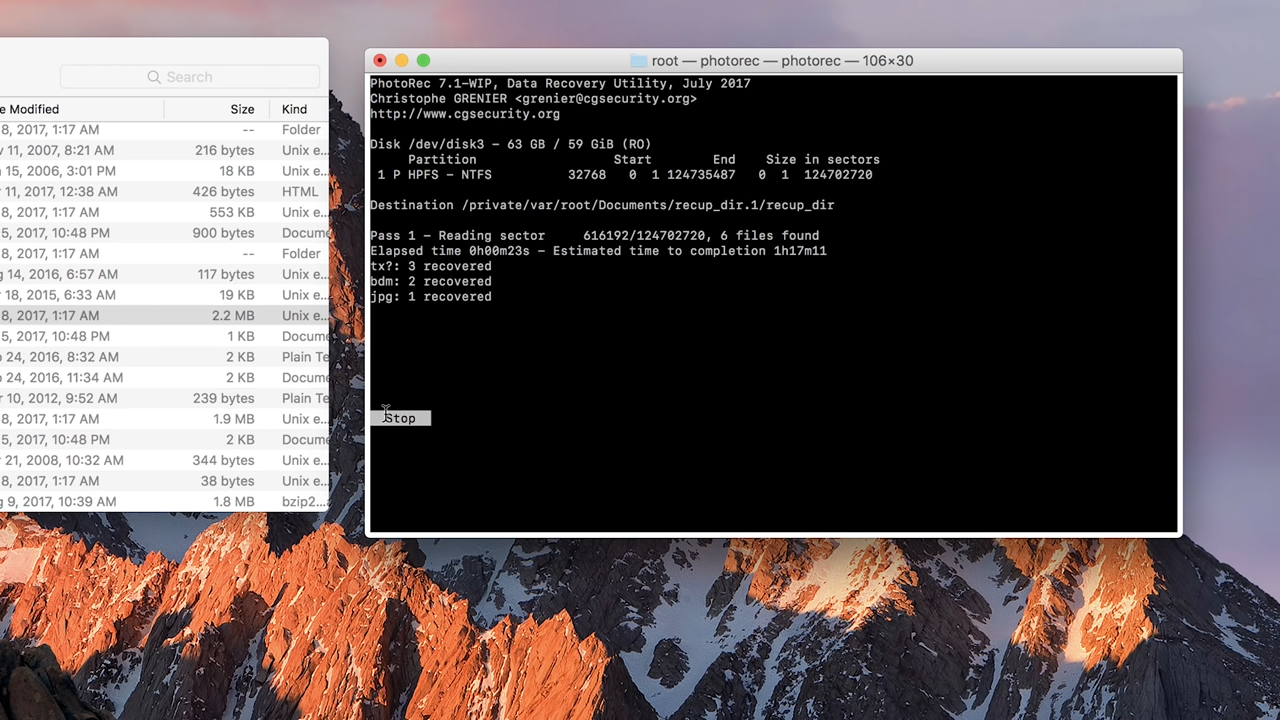 Search
e Modified Size Kind
8, 2017, 1:17 AM -- Folder
11, 2007, 8:21 AM 216 bytes Unix e...
15, 2006, 3:01 PM 18 KB Unix e...
11, 2017, 12:38 AM 426 bytes HTML
8, 2017, 1:17 AM 553 KB Unix e...
5, 2017, 10:48 PM 900 bytes Docume
8, 2017, 1:17 AM -- Folder
g 14, 2016, 6:57 AM 117 bytes Unix e...
18, 2015, 6:33 AM 19 KB Unix e...
8, 2017, 1:17 AM 2.2 MB Unix e...
5, 2017, 10:48 PM 1 KB Docume
24, 2016, 8:32 AM 2 KB Plain Te
24, 2016, 11:34 AM 2 KB Docume
r 10, 2012, 9:52 AM 239 bytes Plain Te
8, 2017, 1:17 AM 1.9 MB Unix e...
5, 2017, 10:48 PM 2 KB Docume
21, 2008, 10:32 AM 344 bytes Unix e...
8, 2017, 1:17 AM 38 bytes Unix e...
g 9, 2017, 10:39 AM 1.8 MB bzip2...
root — photorec — photorec — 106×30
PhotoRec 7.1-WIP, Data Recovery Utility, July 2017
Christophe GRENIER <grenier@cgsecurity.org>
http://www.cgsecurity.org
Disk /dev/disk3 - 63 GB / 59 GiB (RO)
Partition Start End Size in sectors
1 P HPFS - NTFS 32768 0 1 124735487 0 1 124702720
Destination /private/var/root/Documents/recup_dir.1/recup_dir
Pass 1 - Reading sector 616192/124702720, 6 files found
Elapsed time 0h00m23s - Estimated time to completion 1h17m11
tx?: 3 recovered
bdm: 2 recovered
jpg: 1 recovered
Stop